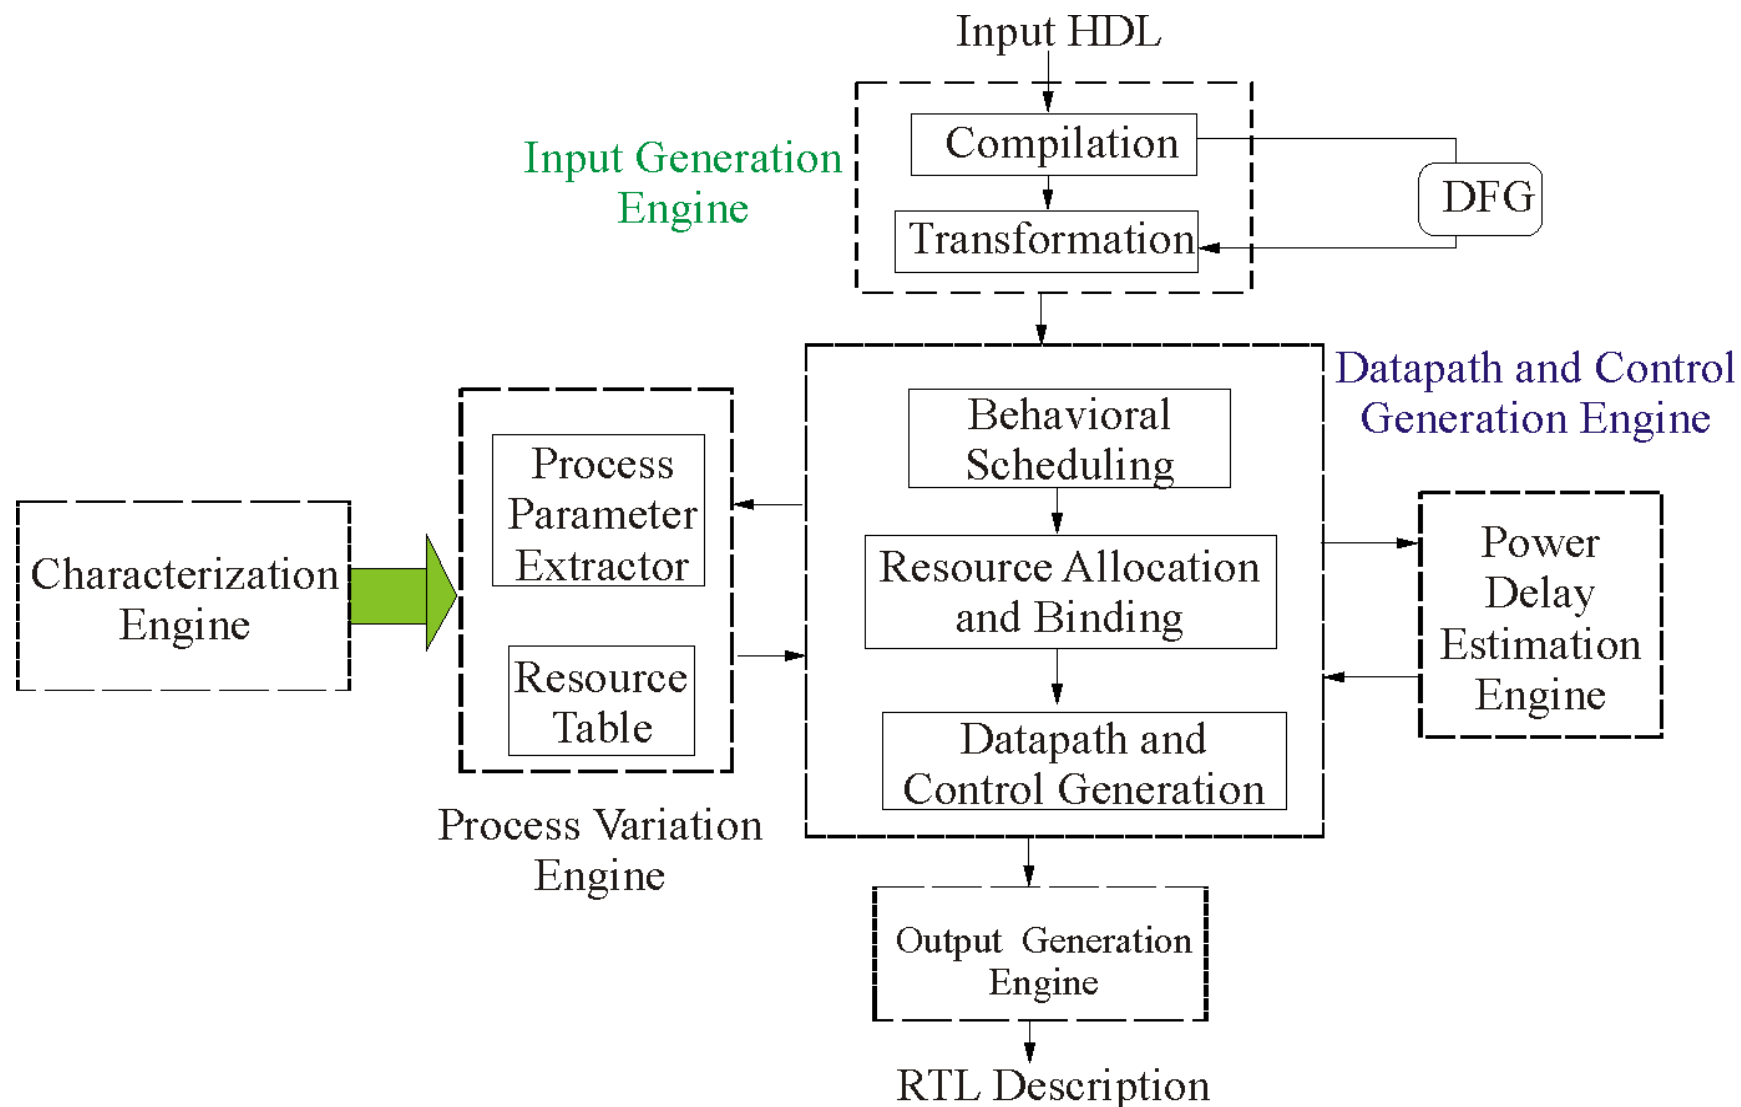 Input HDL
Input Generation
Engine
Compilation
Transformation
DFG
Datapath and Control
Generation Engine
Behavioral
Scheduling
Resource Allocation
and Binding
Datapath and
Control Generation
Process
Parameter
Extractor
Resource
Table
Process Variation
Engine
Characterization
Engine
Power
Delay
Estimation
Engine
Output Generation
Engine
RTL Description